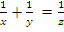 1/x + 1/y = 1/z